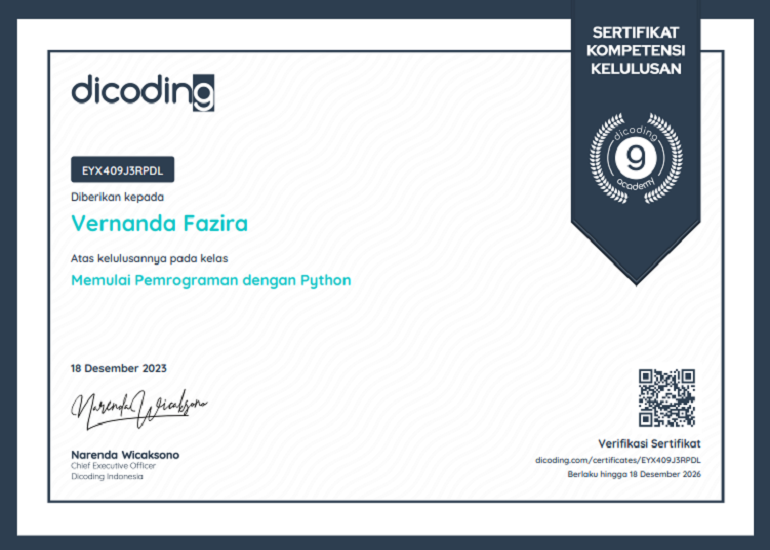 SERTIFIKAT
KOMPETENSI
KELULUSAN
dicoding
dicoding
9
academy
EYX409J3RPDL
Diberikan kepada
Vernanda Fazira
Atas kelulusannya pada kelas
Memulai Pemrograman dengan Python
18 Desember 2023
Narenda Wicaksono
Narenda Wicaksono
Chief Executive Officer
Dicoding Indonesia
Verifikasi Sertifikat
dicoding.com/certificates/EYX409J3RPDL
Berlaku hingga 18 Desember 2026